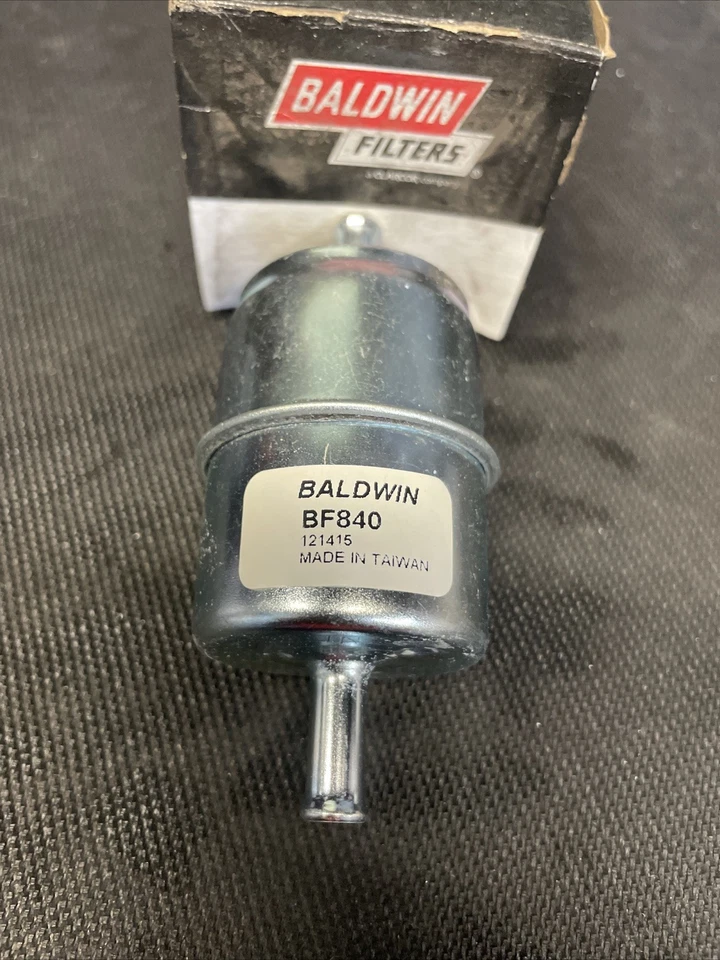 BALDWIN
FILTERS®
BALDWIN
BF840
121415
MADE IN TAIWAN